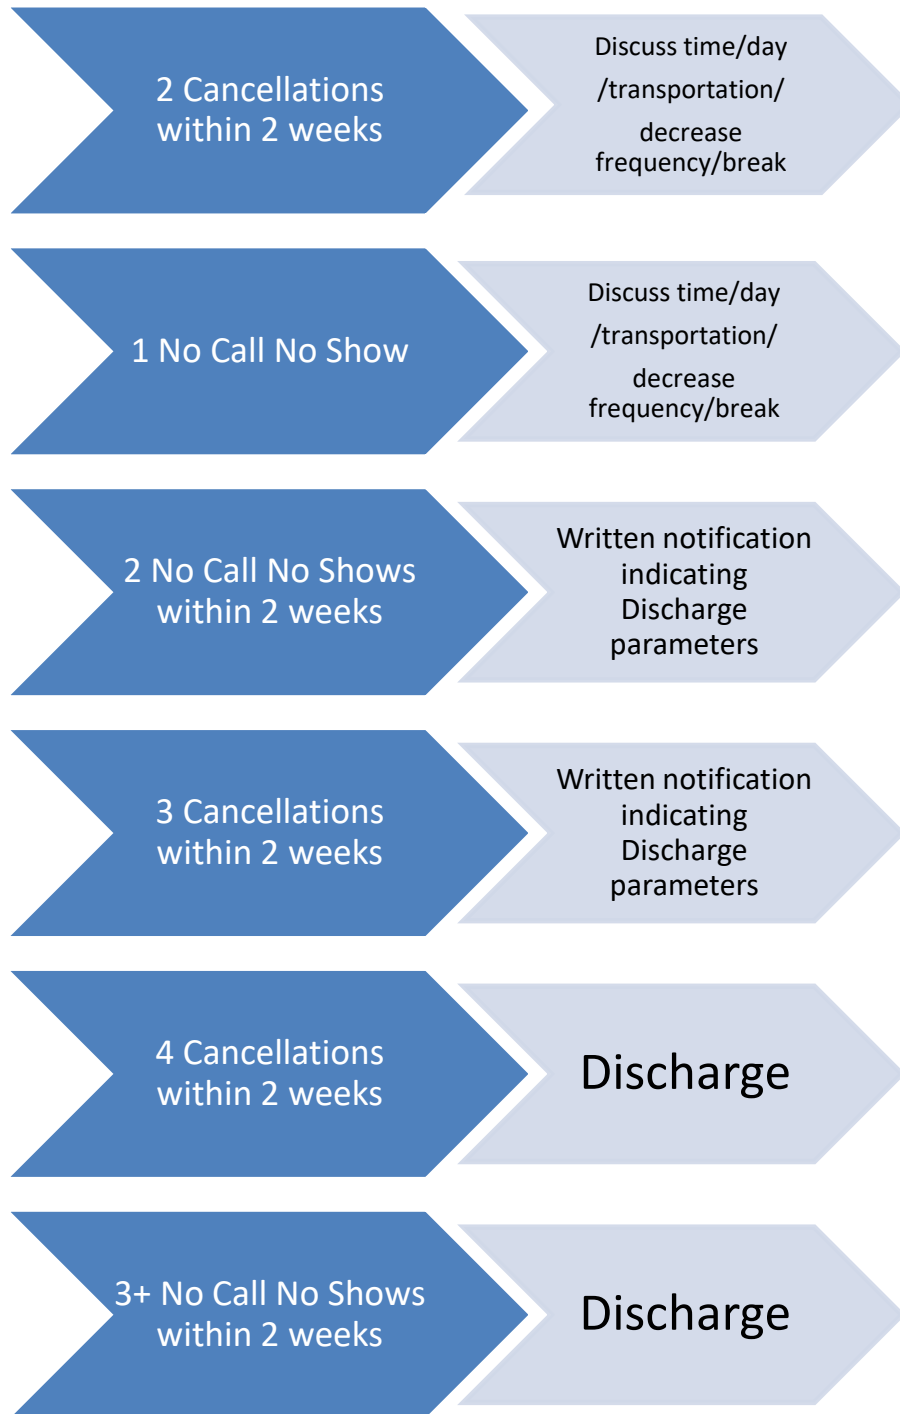 2 Cancellations
within 2 weeks
Discuss time/day
/transportation/
decrease
frequency/break
1 No Call No Show
Discuss time/day
/transportation/
decrease
frequency/break
2 No Call No Shows
within 2 weeks
Written notification
indicating
Discharge
parameters
3 Cancellations
within 2 weeks
Written notification
indicating
Discharge
parameters
4 Cancellations
within 2 weeks
Discharge
3+ No Call No Shows
within 2 weeks
Discharge